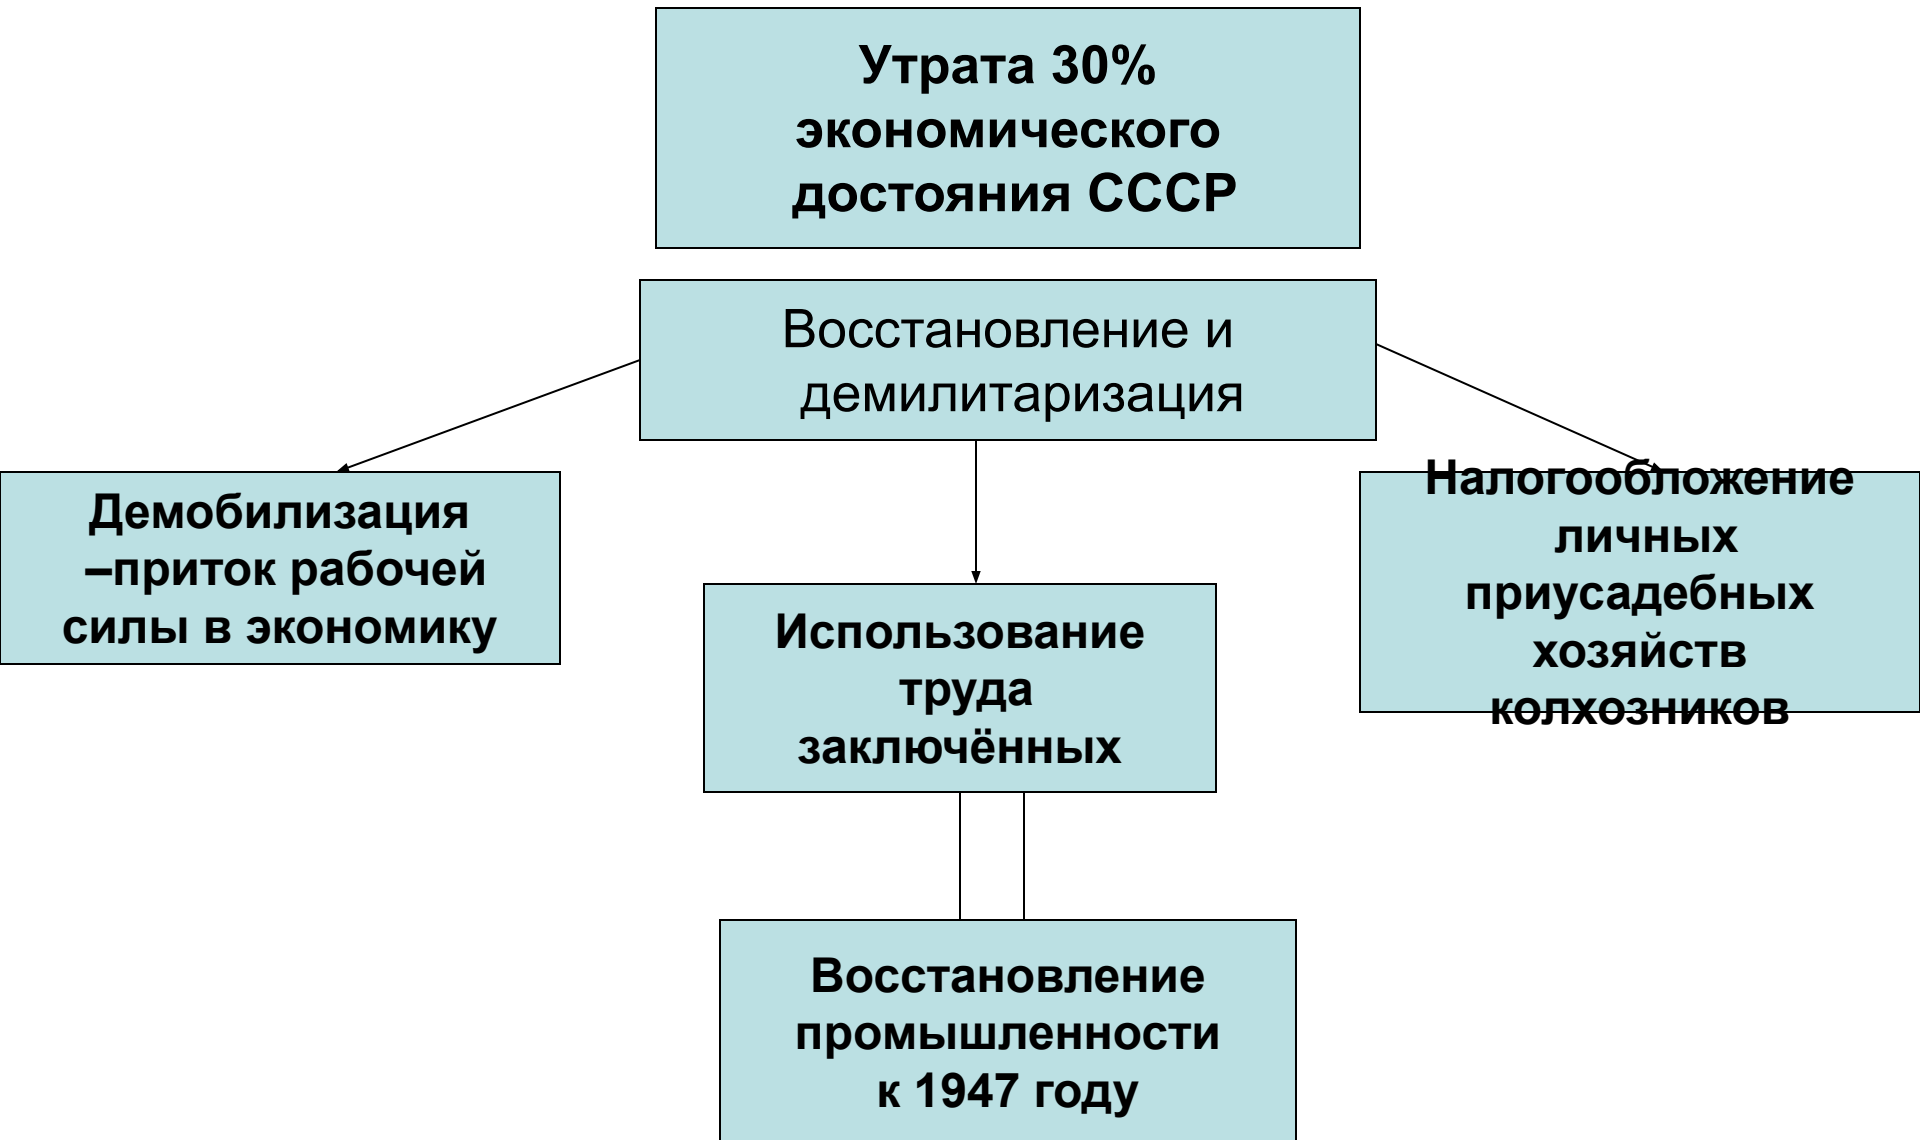 Утрата 30%
экономического
достояния СССР
Восстановление и
демилитаризация
Демобилизация
–приток рабочей
силы в экономику
Использование
труда
заключённых
Налогообложение
личных
приусадебных
хозяйств
колхозников
Восстановление
промышленности
к 1947 году